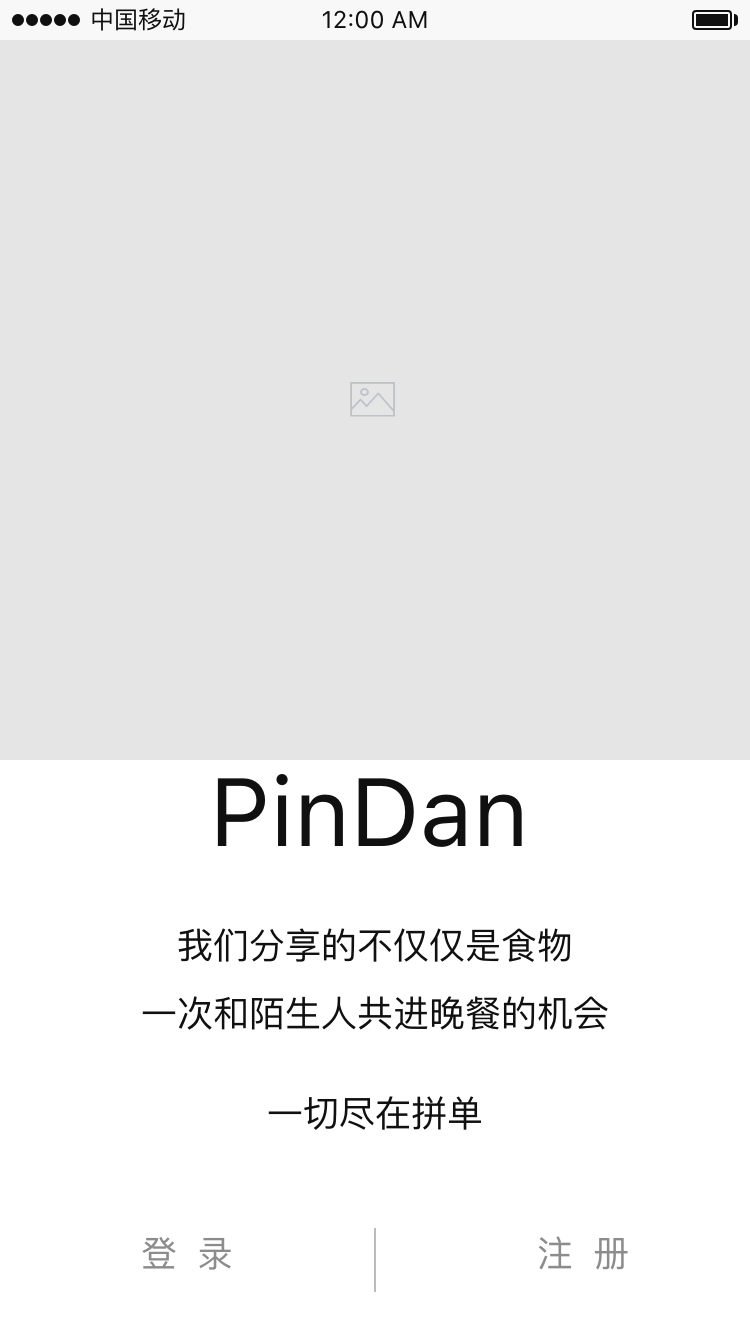 中国移动 12:00 AM
PinDan
我们分享的不仅仅是食物
一次和陌生人共进晚餐的机会
一切尽在拼单
登 录 注 册